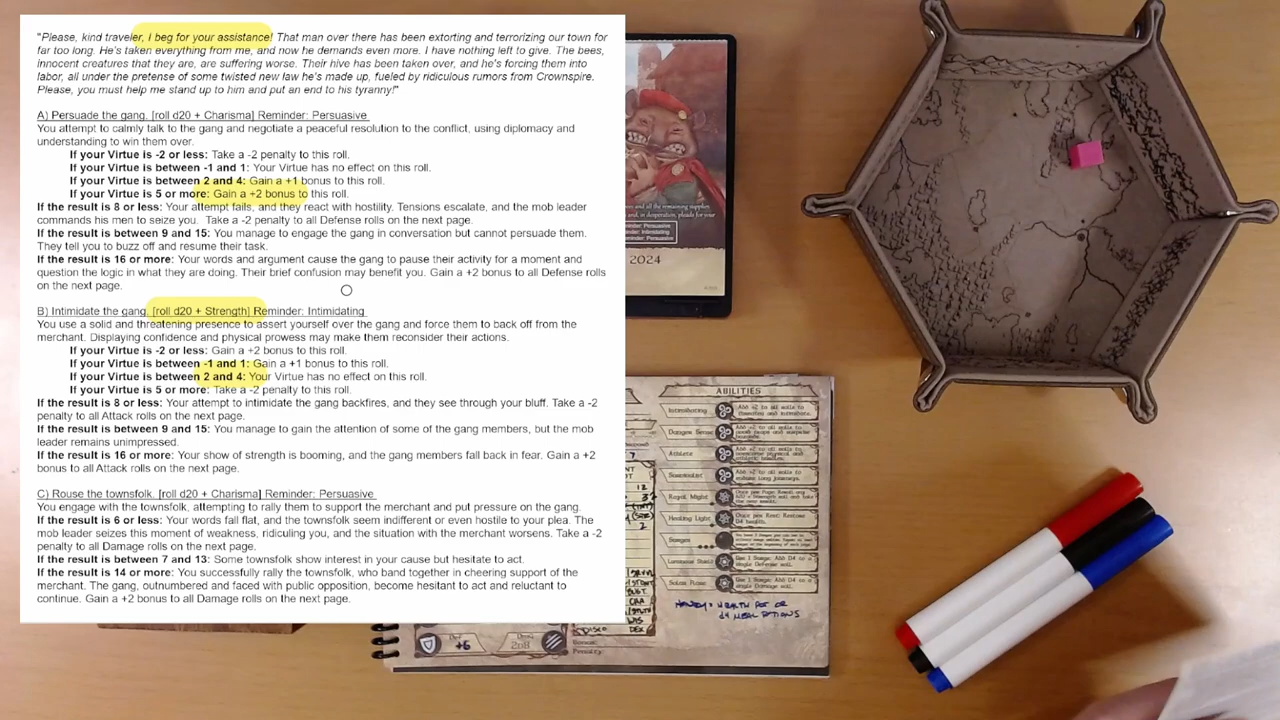 "Please, kind traveler, I beg for your assistance! That man over there has been extorting and terrorizing our town for
far too long. He's taken everything from me, and now he demands even more. I have nothing left to give. The bees,
innocent creatures that they are, are suffering worse. Their hive has been taken over, and he's forcing them into
labor, all under the pretense of some twisted new law he's made up, fueled by ridiculous rumors from Crownspire.
Please, you must help me stand up to him and put an end to his tyranny!"
A) Persuade the gang. [roll d20 + Charisma] Reminder: Persuasive
You attempt to calmly talk to the gang and negotiate a peaceful resolution to the conflict, using diplomacy and
understanding to win them over.
If your Virtue is -2 or less: Take a -2 penalty to this roll.
If your Virtue is between -1 and 1: Your Virtue has no effect on this roll.
If your Virtue is between 2 and 4: Gain a +1 bonus to this roll.
If your Virtue is 5 or more: Gain a +2 bonus to this roll.
If the result is 8 or less: Your attempt fails, and they react with hostility. Tensions escalate, and the mob leader
commands his men to seize you. Take a -2 penalty to all Defense rolls on the next page.
If the result is between 9 and 15: You manage to engage the gang in conversation but cannot persuade them.
They tell you to buzz off and resume their task.
If the result is 16 or more: Your words and argument cause the gang to pause their activity for a moment and
question the logic in what they are doing. Their brief confusion may benefit you. Gain a +2 bonus to all Defense rolls
on the next page.
B) Intimidate the gang. [roll d20 + Strength] Reminder: Intimidating
You use a solid and threatening presence to assert yourself over the gang and force them to back off from the
merchant. Displaying confidence and physical prowess may make them reconsider their actions.
If your Virtue is -2 or less: Gain a +2 bonus to this roll.
If your Virtue is between -1 and 1: Gain a +1 bonus to this roll.
If your Virtue is between 2 and 4: Your Virtue has no effect on this roll.
If your Virtue is 5 or more: Take a -2 penalty to this roll.
If the result is 8 or less: Your attempt to intimidate the gang backfires, and they see through your bluff. Take a -2
penalty to all Attack rolls on the next page.
If the result is between 9 and 15: You manage to gain the attention of some of the gang members, but the mob
leader remains unimpressed.
If the result is 16 or more: Your show of strength is booming, and the gang members fall back in fear. Gain a +2
bonus to all Attack rolls on the next page.
C) Rouse the townsfolk. [roll d20 + Charisma] Reminder: Persuasive
You engage with the townsfolk, attempting to rally them to support the merchant and put pressure on the gang.
If the result is 6 or less: Your words fall flat, and the townsfolk seem indifferent or even hostile to your plea. The
mob leader seizes this moment of weakness, ridiculing you, and the situation with the merchant worsens. Take a -2
penalty to all Damage rolls on the next page.
If the result is between 7 and 13: Some townsfolk show interest in your cause but hesitate to act.
If the result is 14 or more: You successfully rally the townsfolk, who band together in cheering support of the
merchant. The gang, outnumbered and faced with public opposition, become hesitant to act and reluctant to
continue. Gain a +2 bonus to all Damage rolls on the next page.
2024
ABILITIES
Intimidating
Danger Sense
Athlete
Royal Might
Healing Light
Surges
Solar Flare
+6
2D8
WIS
DEX
Bonus:
Penalty: